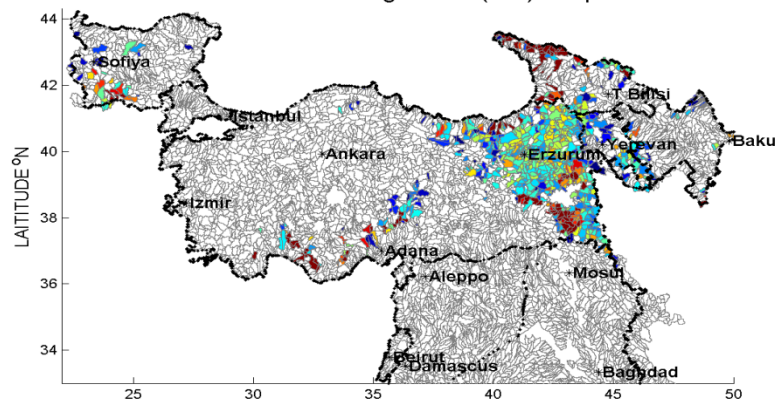 44
42
40
38
36
34
LAITITUDE ºN
Sofiya
Istanbul
T Bilisi
Ankara
Erzurum
Yerevan
Baku
Izmir
Adana
Aleppo
Mosul
Beirut
Damascus
Baghdad
25 30 35 40 45 50